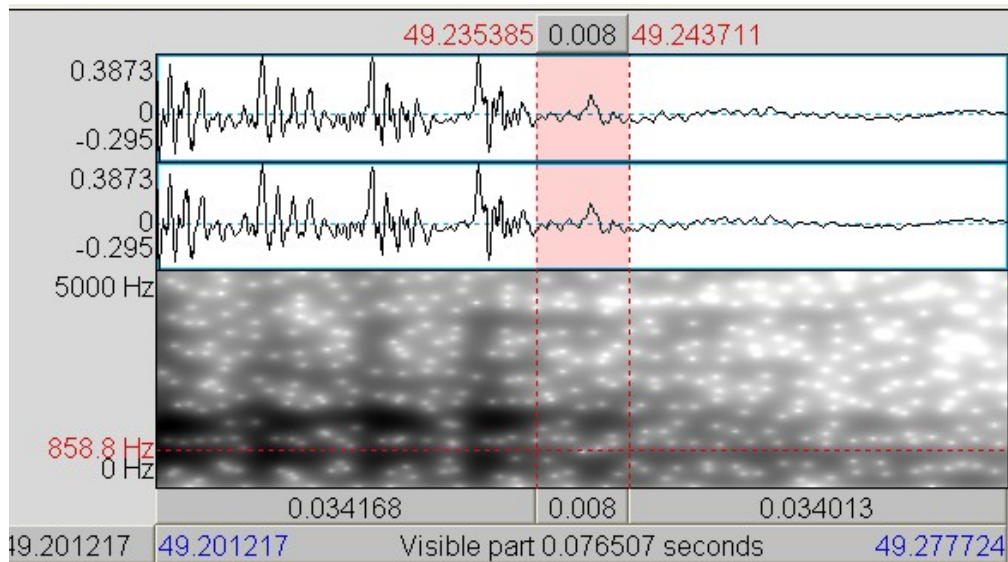 49.235385 0.008 49.243711
0.3873
0
-0.295
0.3873
0
-0.295
5000 Hz
858.8 Hz
0 Hz
0.034168 0.008 0.034013
49.201217 49.201217 Visible part 0.076507 seconds 49.277724